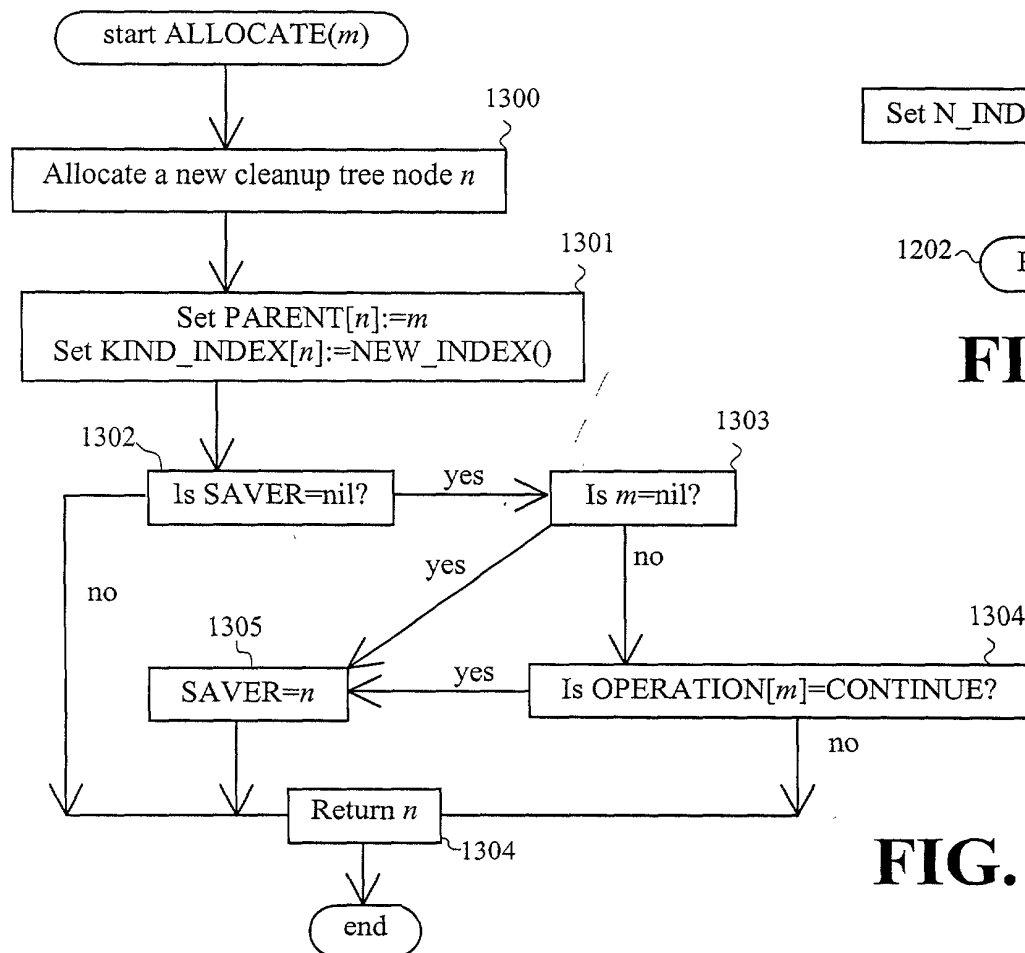 start ALLOCATE(m)
1300
Set N_IND
Allocate a new cleanup tree node n
1301
1202
Set PARENT[n]:=m
Set KIND_INDEX[n]:=NEW_INDEX()
1302
1303
Is SAVER=nil?
yes
Is m=nil?
yes
no
no
1305
1304
SAVER=n
yes
Is OPERATION[m]=CONTINUE?
no
Return n
1304
FIG.
end